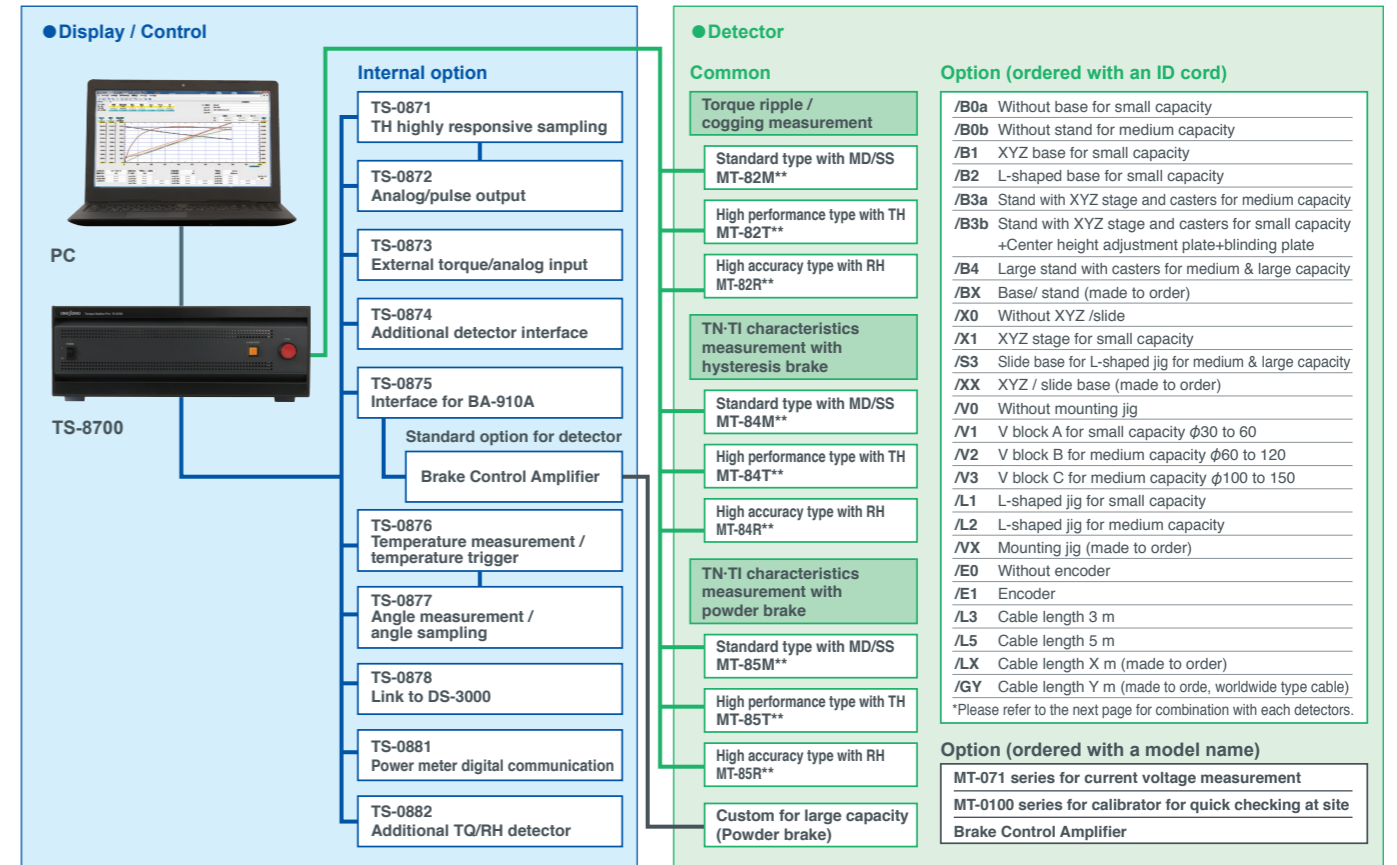 ●Display / Control
Internal option
TS-0871
TH highly responsive sampling
TS-0872
Analog/pulse output
TS-0873
External torque/analog input
TS-0874
Additional detector interface
TS-0875
Interface for BA-910A
Standard option for detector
Brake Control Amplifier
TS-0876
Temperature measurement /
temperature trigger
TS-0877
Angle measurement /
angle sampling
TS-0878
Link to DS-3000
TS-0881
Power meter digital communication
TS-0882
Additional TQ/RH detector
PC
TS-8700
●Detector
Common
Torque ripple /
cogging measurement
Standard type with MD/SS
MT-82M**
High performance type with TH
MT-82T**
High accuracy type with RH
MT-82R**
TN·TI characteristics
measurement with
hysteresis brake
Standard type with MD/SS
MT-84M**
High performance type with TH
MT-84T**
High accuracy type with RH
MT-84R**
TN·TI characteristics
measurement with
powder brake
Standard type with MD/SS
MT-85M**
High performance type with TH
MT-85T**
High accuracy type with RH
MT-85R**
Custom for large capacity
(Powder brake)
Option (ordered with an ID cord)
/B0a Without base for small capacity
/B0b Without stand for medium capacity
/B1 XYZ base for small capacity
/B2 L-shaped base for small capacity
/B3a Stand with XYZ stage and casters for medium capacity
/B3b Stand with XYZ stage and casters for small capacity
+Center height adjustment plate+blinding plate
/B4 Large stand with casters for medium & large capacity
/BX Base/ stand (made to order)
/X0 Without XYZ /slide
/X1 XYZ stage for small capacity
/S3 Slide base for L-shaped jig for medium & large capacity
/XX XYZ / slide base (made to order)
/V0 Without mounting jig
/V1 V block A for small capacity ϕ30 to 60
/V2 V block B for medium capacity ϕ60 to 120
/V3 V block C for medium capacity ϕ100 to 150
/L1 L-shaped jig for small capacity
/L2 L-shaped jig for medium capacity
/VX Mounting jig (made to order)
/E0 Without encoder
/E1 Encoder
/L3 Cable length 3 m
/L5 Cable length 5 m
/LX Cable length X m (made to order)
/GY Cable length Y m (made to orde, worldwide type cable)
*Please refer to the next page for combination with each detectors.
Option (ordered with a model name)
MT-071 series for current voltage measurement
MT-0100 series for calibrator for quick checking at site
Brake Control Amplifier